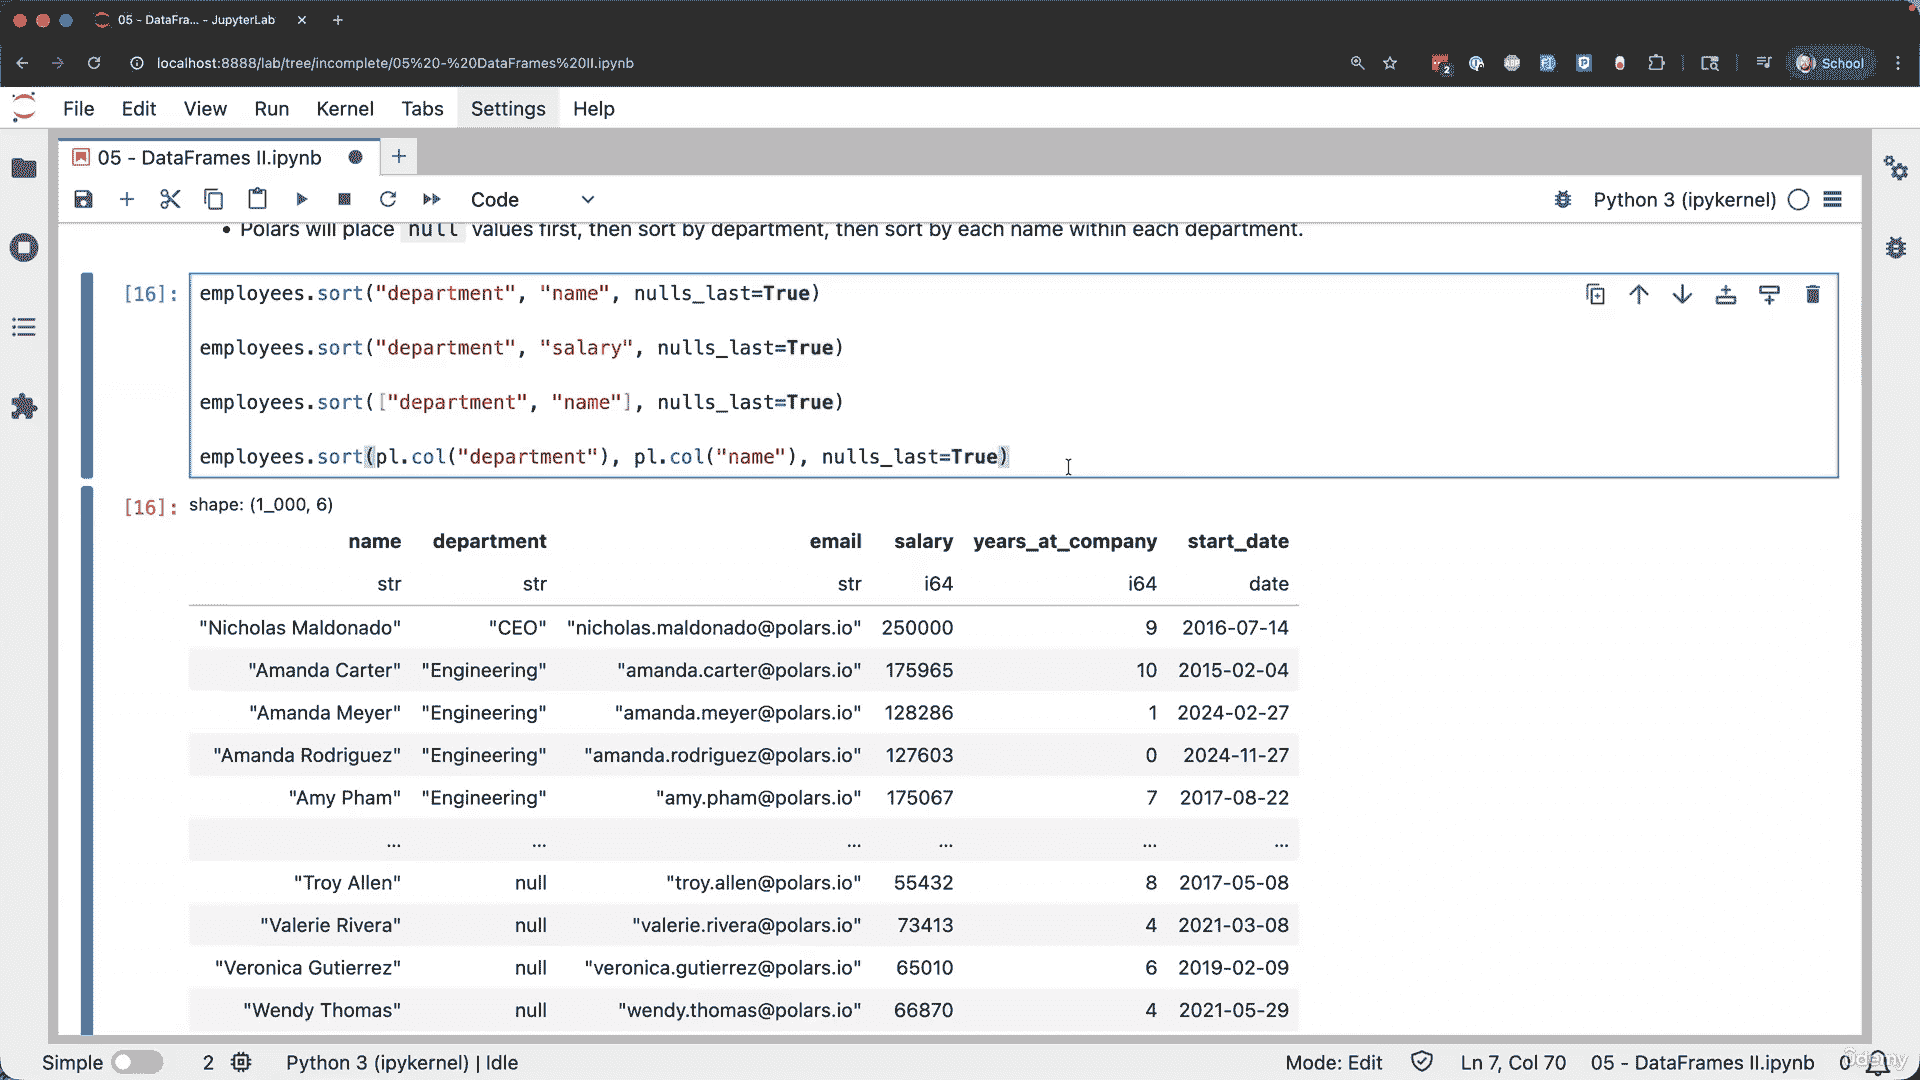 05 - DataFra... - JupyterLab
localhost:8888/lab/tree/incomplete/05%20-%20DataFrames%20II.ipynb
2
School
File Edit View Run Kernel Tabs Settings Help
05 - DataFrames II.ipynb
Code
Python 3 (ipykernel)
• Polars will place null values first, then sort by department, then sort by each name within each department.
[16]: employees.sort("department", "name", nulls_last=True)
employees.sort("department", "salary", nulls_last=True)
employees.sort(["department", "name"], nulls_last=True)
employees.sort(pl.col("department"), pl.col("name"), nulls_last=True)
[16]: shape: (1_000, 6)
name department email salary years_at_company start_date
str str str i64 i64 date
"Nicholas Maldonado" "CEO" "nicholas.maldonado@polars.io" 250000 9 2016-07-14
"Amanda Carter" "Engineering" "amanda.carter@polars.io" 175965 10 2015-02-04
"Amanda Meyer" "Engineering" "amanda.meyer@polars.io" 128286 1 2024-02-27
"Amanda Rodriguez" "Engineering" "amanda.rodriguez@polars.io" 127603 0 2024-11-27
"Amy Pham" "Engineering" "amy.pham@polars.io" 175067 7 2017-08-22
... ... ... ... ... ...
"Troy Allen" null "troy.allen@polars.io" 55432 8 2017-05-08
"Valerie Rivera" null "valerie.rivera@polars.io" 73413 4 2021-03-08
"Veronica Gutierrez" null "veronica.gutierrez@polars.io" 65010 6 2019-02-09
"Wendy Thomas" null "wendy.thomas@polars.io" 66870 4 2021-05-29
Simple 2 Python 3 (ipykernel) | Idle Mode: Edit Ln 7, Col 70 05 - DataFrames II.ipynb 0
udemy